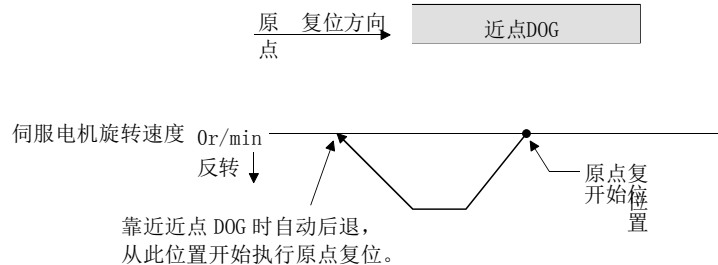 原 复位方向
点
近点DOG
伺服电机旋转速度 0r/min
反转
原点复
开始位
位置
靠近近点 DOG 时自动后退，
从此位置开始执行原点复位。